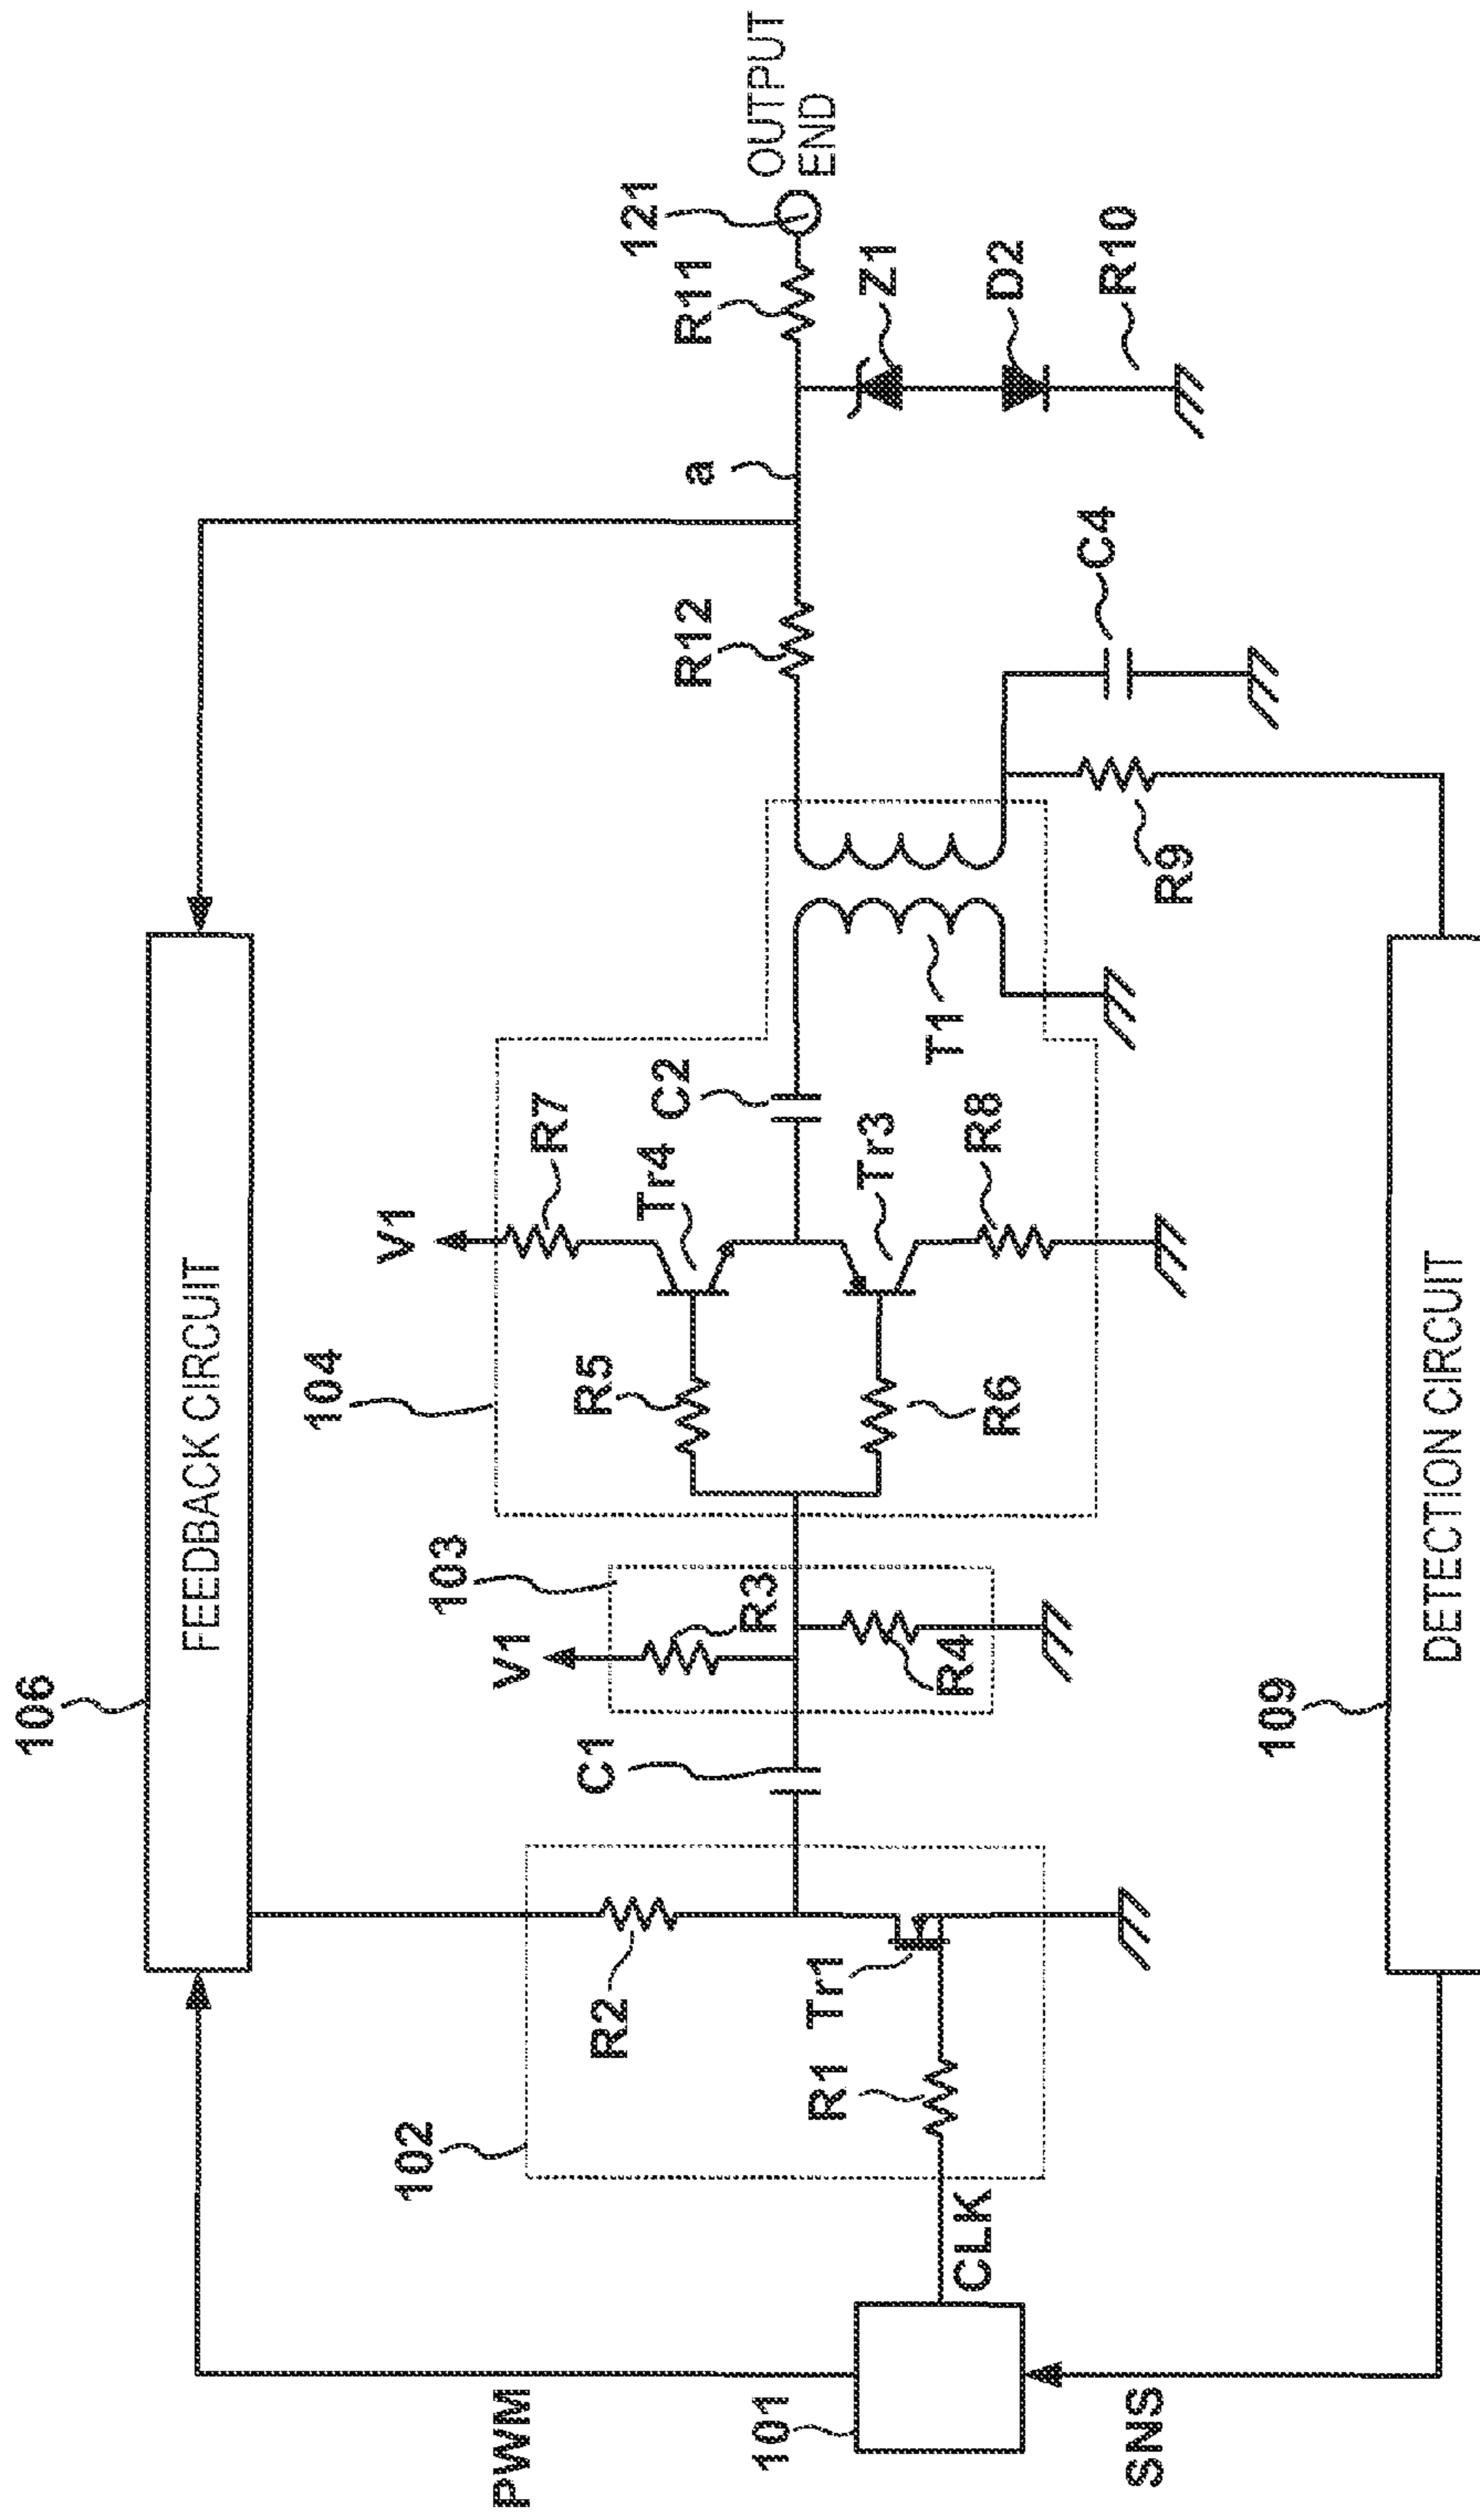 106
FEEDBACK CIRCUIT
PWM
V1
104
R7
V1
103
C2
R12
R11
121
OUTPUT
END
a
102
R2
C1
R3
R5
Tr4
Tr3
Z1
101
R1
Tr1
R4
R6
R8
T1
D2
CLK
C4
R10
SNS
R9
109
DETECTION CIRCUIT